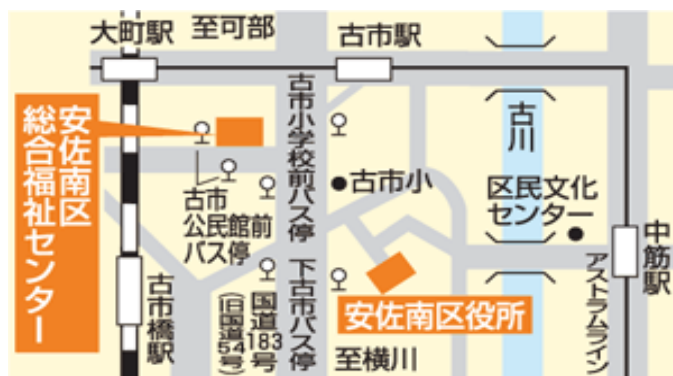 大町駅
至可部
古市駅
安佐南区
総合福祉センター
古市小学校前バス停
古川
古市
公民館前
バス停
古市小
区民文化
センター
中筋駅
アストラムライン
古市橋駅
国道183号
(旧国道54号)
下古市バス停
安佐南区役所
至横川